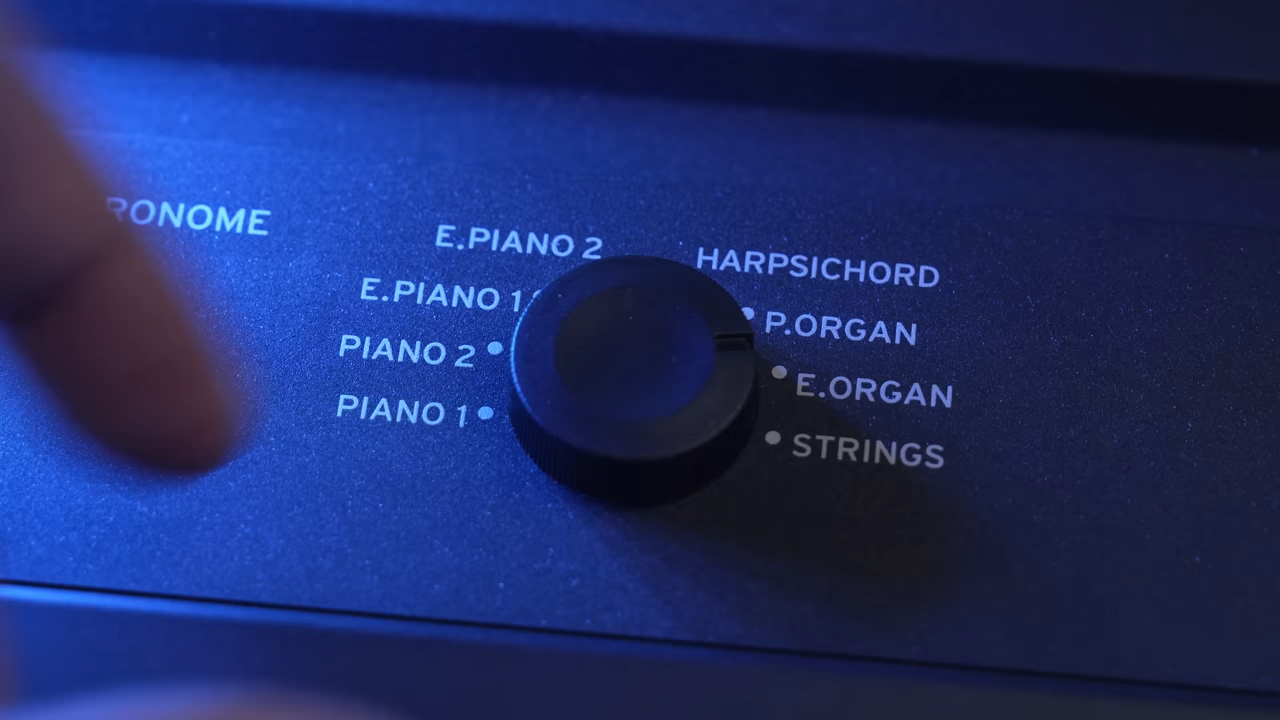 RONOME
E.PIANO 2
HARPSICHORD
E.PIANO 1
P.ORGAN
PIANO 2
E.ORGAN
PIANO 1
STRINGS